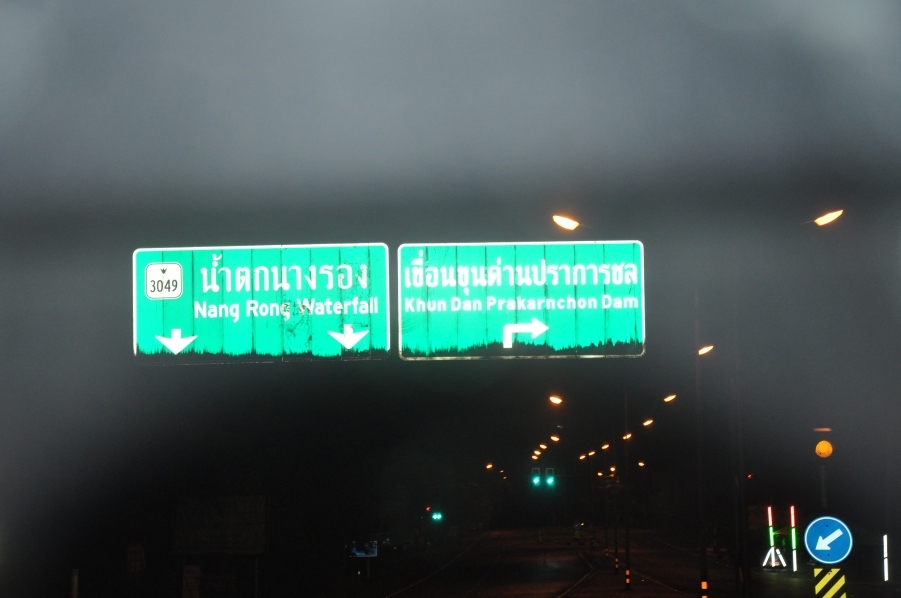 3049
น้ำตกนางรอง
Nang Rong Waterfall
เขื่อนขุนด่านปราการชล
Khun Dan Prakarnchon Dam